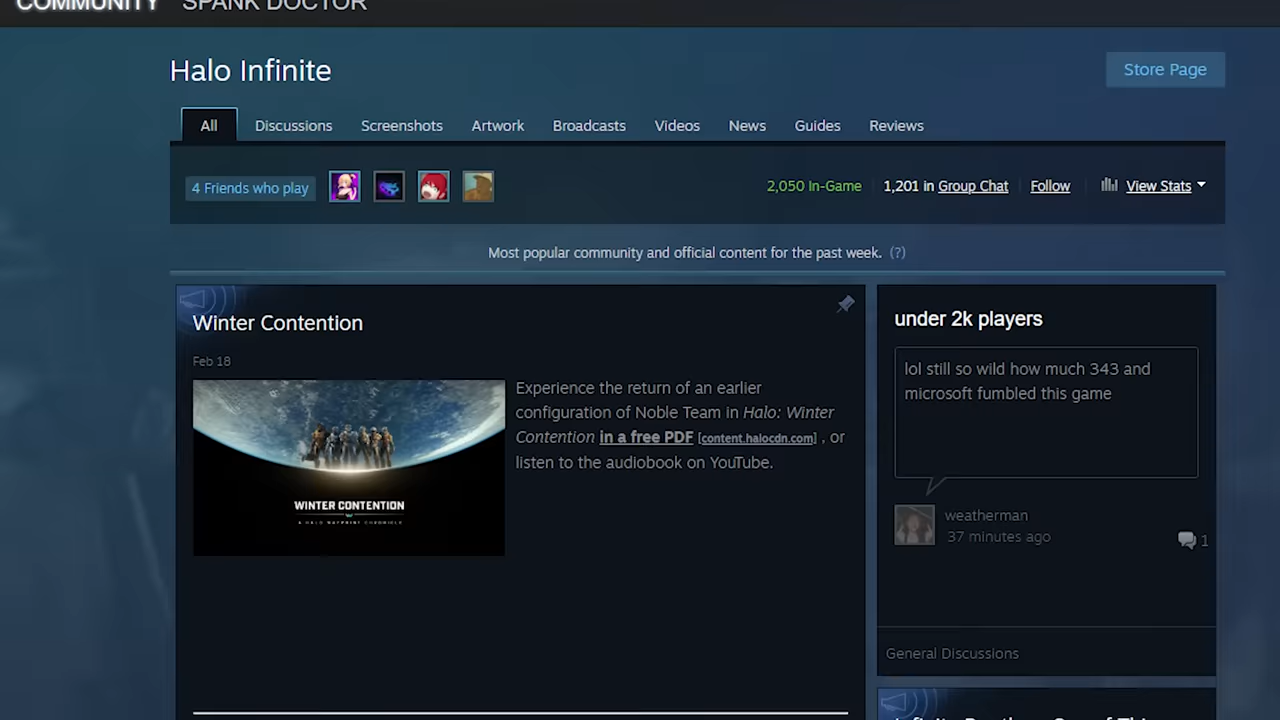 COMMUNITY SPANK DOCTOR
Halo Infinite
Store Page
All Discussions Screenshots Artwork Broadcasts Videos News Guides Reviews
4 Friends who play
2,050 In-Game 1,201 in Group Chat Follow View Stats
Most popular community and official content for the past week. (?)
Winter Contention
Feb 18
Experience the return of an earlier
configuration of Noble Team in Halo: Winter
Contention in a free PDF [content.halocdn.com] , or
listen to the audiobook on YouTube.
WINTER CONTENTION
A HALO WAYPOINT CHRONICLE
under 2k players
lol still so wild how much 343 and
microsoft fumbled this game
weatherman
37 minutes ago
1
General Discussions